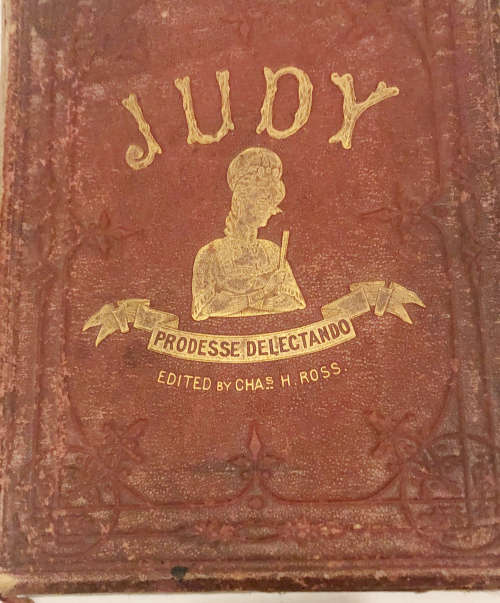 JUDY
PRODESSE DELECTANDO
EDITED BY CHAS H. ROSS.